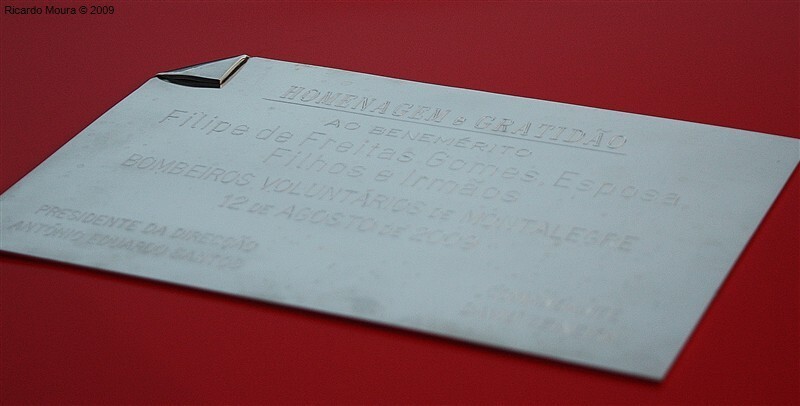 Ricardo Moura © 2009
HOMENAGEM e GRATIDÃO
AO BENEMÉRITO
Filipe de Freitas Gomes, Esposa,
Filhos e Irmãos
BOMBEIROS VOLUNTÁRIOS DE MONTALEGRE
12 DE AGOSTO DE 2009
PRESIDENTE DA DIRECÇÃO
ANTÓNIO EDUARDO SANTOS